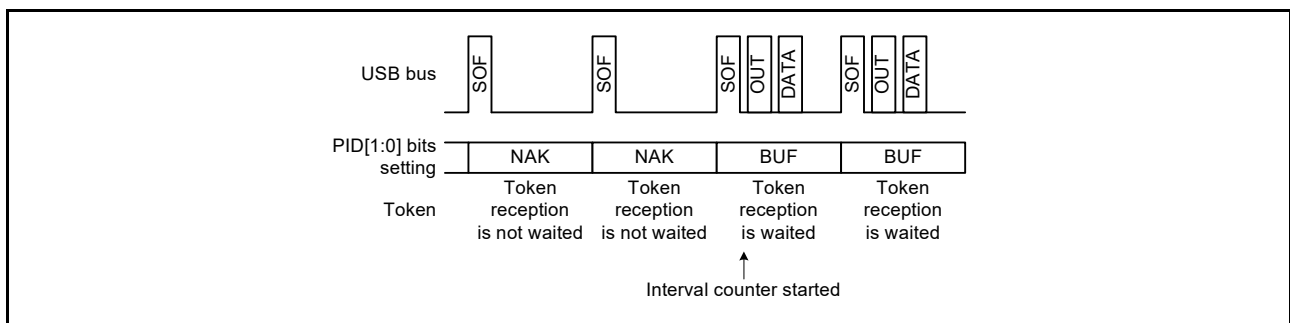 USB bus
SOF
SOF
SOF OUT DATA
SOF OUT DATA
PID[1:0] bits
setting
NAK NAK BUF BUF
Token
Token Token Token Token
reception reception reception reception
is not waited is not waited is waited is waited
Interval counter started